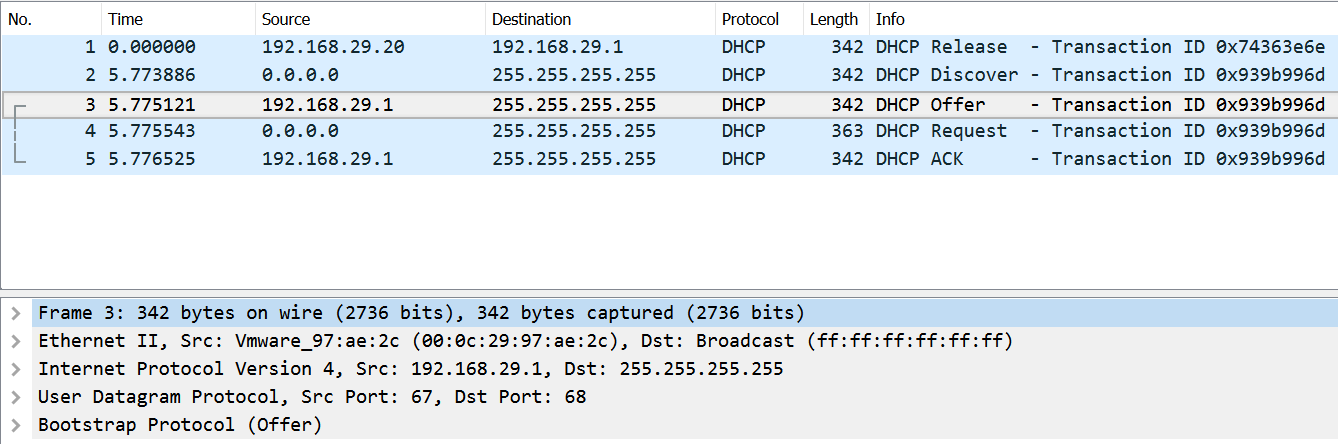 No. Time Source Destination Protocol Length Info
1 0.000000 192.168.29.20 192.168.29.1 DHCP 342 DHCP Release - Transaction ID 0x74363e6e
2 5.773886 0.0.0.0 255.255.255.255 DHCP 342 DHCP Discover - Transaction ID 0x939b996d
3 5.775121 192.168.29.1 255.255.255.255 DHCP 342 DHCP Offer - Transaction ID 0x939b996d
4 5.775543 0.0.0.0 255.255.255.255 DHCP 363 DHCP Request - Transaction ID 0x939b996d
5 5.776525 192.168.29.1 255.255.255.255 DHCP 342 DHCP ACK - Transaction ID 0x939b996d
Frame 3: 342 bytes on wire (2736 bits), 342 bytes captured (2736 bits)
Ethernet II, Src: Vmware_97:ae:2c (00:0c:29:97:ae:2c), Dst: Broadcast (ff:ff:ff:ff:ff:ff)
Internet Protocol Version 4, Src: 192.168.29.1, Dst: 255.255.255.255
User Datagram Protocol, Src Port: 67, Dst Port: 68
Bootstrap Protocol (Offer)